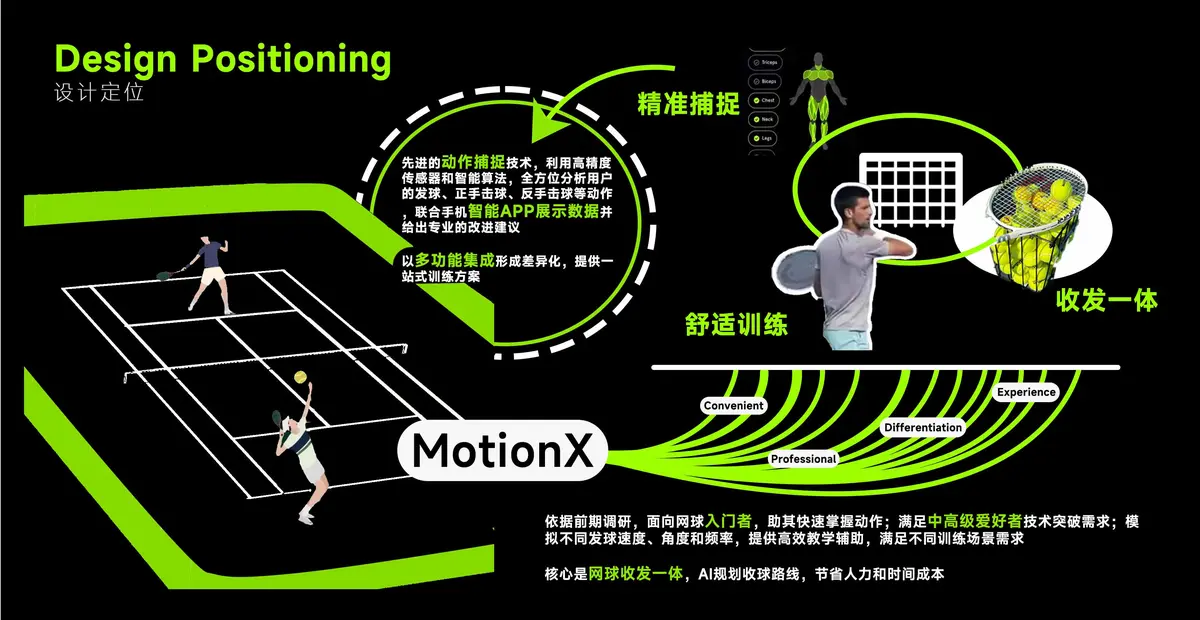 Design Positioning
设计定位
先进的动作捕捉技术，利用高精度
传感器和智能算法，全方位分析用户
的发球、正手击球、反手击球等动作
，联合手机智能APP展示数据并
给出专业的改进建议
以多功能集成形成差异化，提供一
站式训练方案
精准捕捉
Triceps
Biceps
Chest
Neck
Legs
收发一体
舒适训练
Convenient
Experience
Differentiation
Professional
MotionX
依据前期调研，面向网球入门者，助其快速掌握动作；满足中高级爱好者技术突破需求；模
拟不同发球速度、角度和频率，提供高效教学辅助，满足不同训练场景需求
核心是网球收发一体，AI规划收球路线，节省人力和时间成本